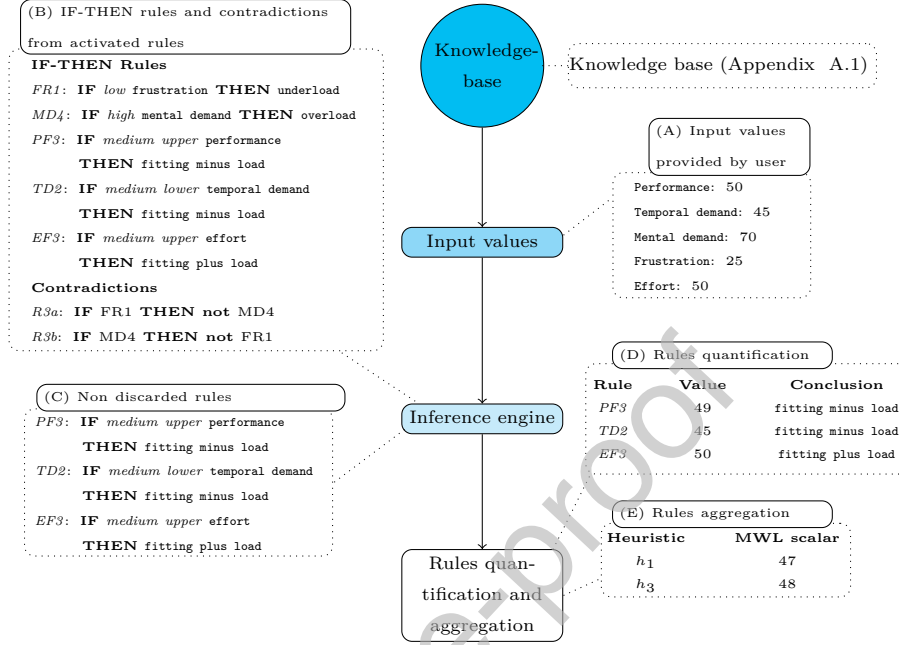 (B) IF-THEN rules and contradictions
from activated rules
IF-THEN Rules
FR1: IF low frustration THEN underload
MD4: IF high mental demand THEN overload
PF3: IF medium upper performance
THEN fitting minus load
TD2: IF medium lower temporal demand
THEN fitting minus load
EF3: IF medium upper effort
THEN fitting plus load
Contradictions
R3a: IF FR1 THEN not MD4
R3b: IF MD4 THEN not FR1
(C) Non discarded rules
PF3: IF medium upper performance
THEN fitting minus load
TD2: IF medium lower temporal demand
THEN fitting minus load
EF3: IF medium upper effort
THEN fitting plus load
Knowledge-
base
Input values
Inference engine
Rules quan-
tification and
aggregation
Knowledge base (Appendix A.1)
(A) Input values
provided by user
Performance: 50
Temporal demand: 45
Mental demand: 70
Frustration: 25
Effort: 50
(D) Rules quantification
Rule Value Conclusion
PF3 49 fitting minus load
TD2 45 fitting minus load
EF3 50 fitting plus load
(E) Rules aggregation
Heuristic MWL scalar
h1 47
h3 48
e-proof